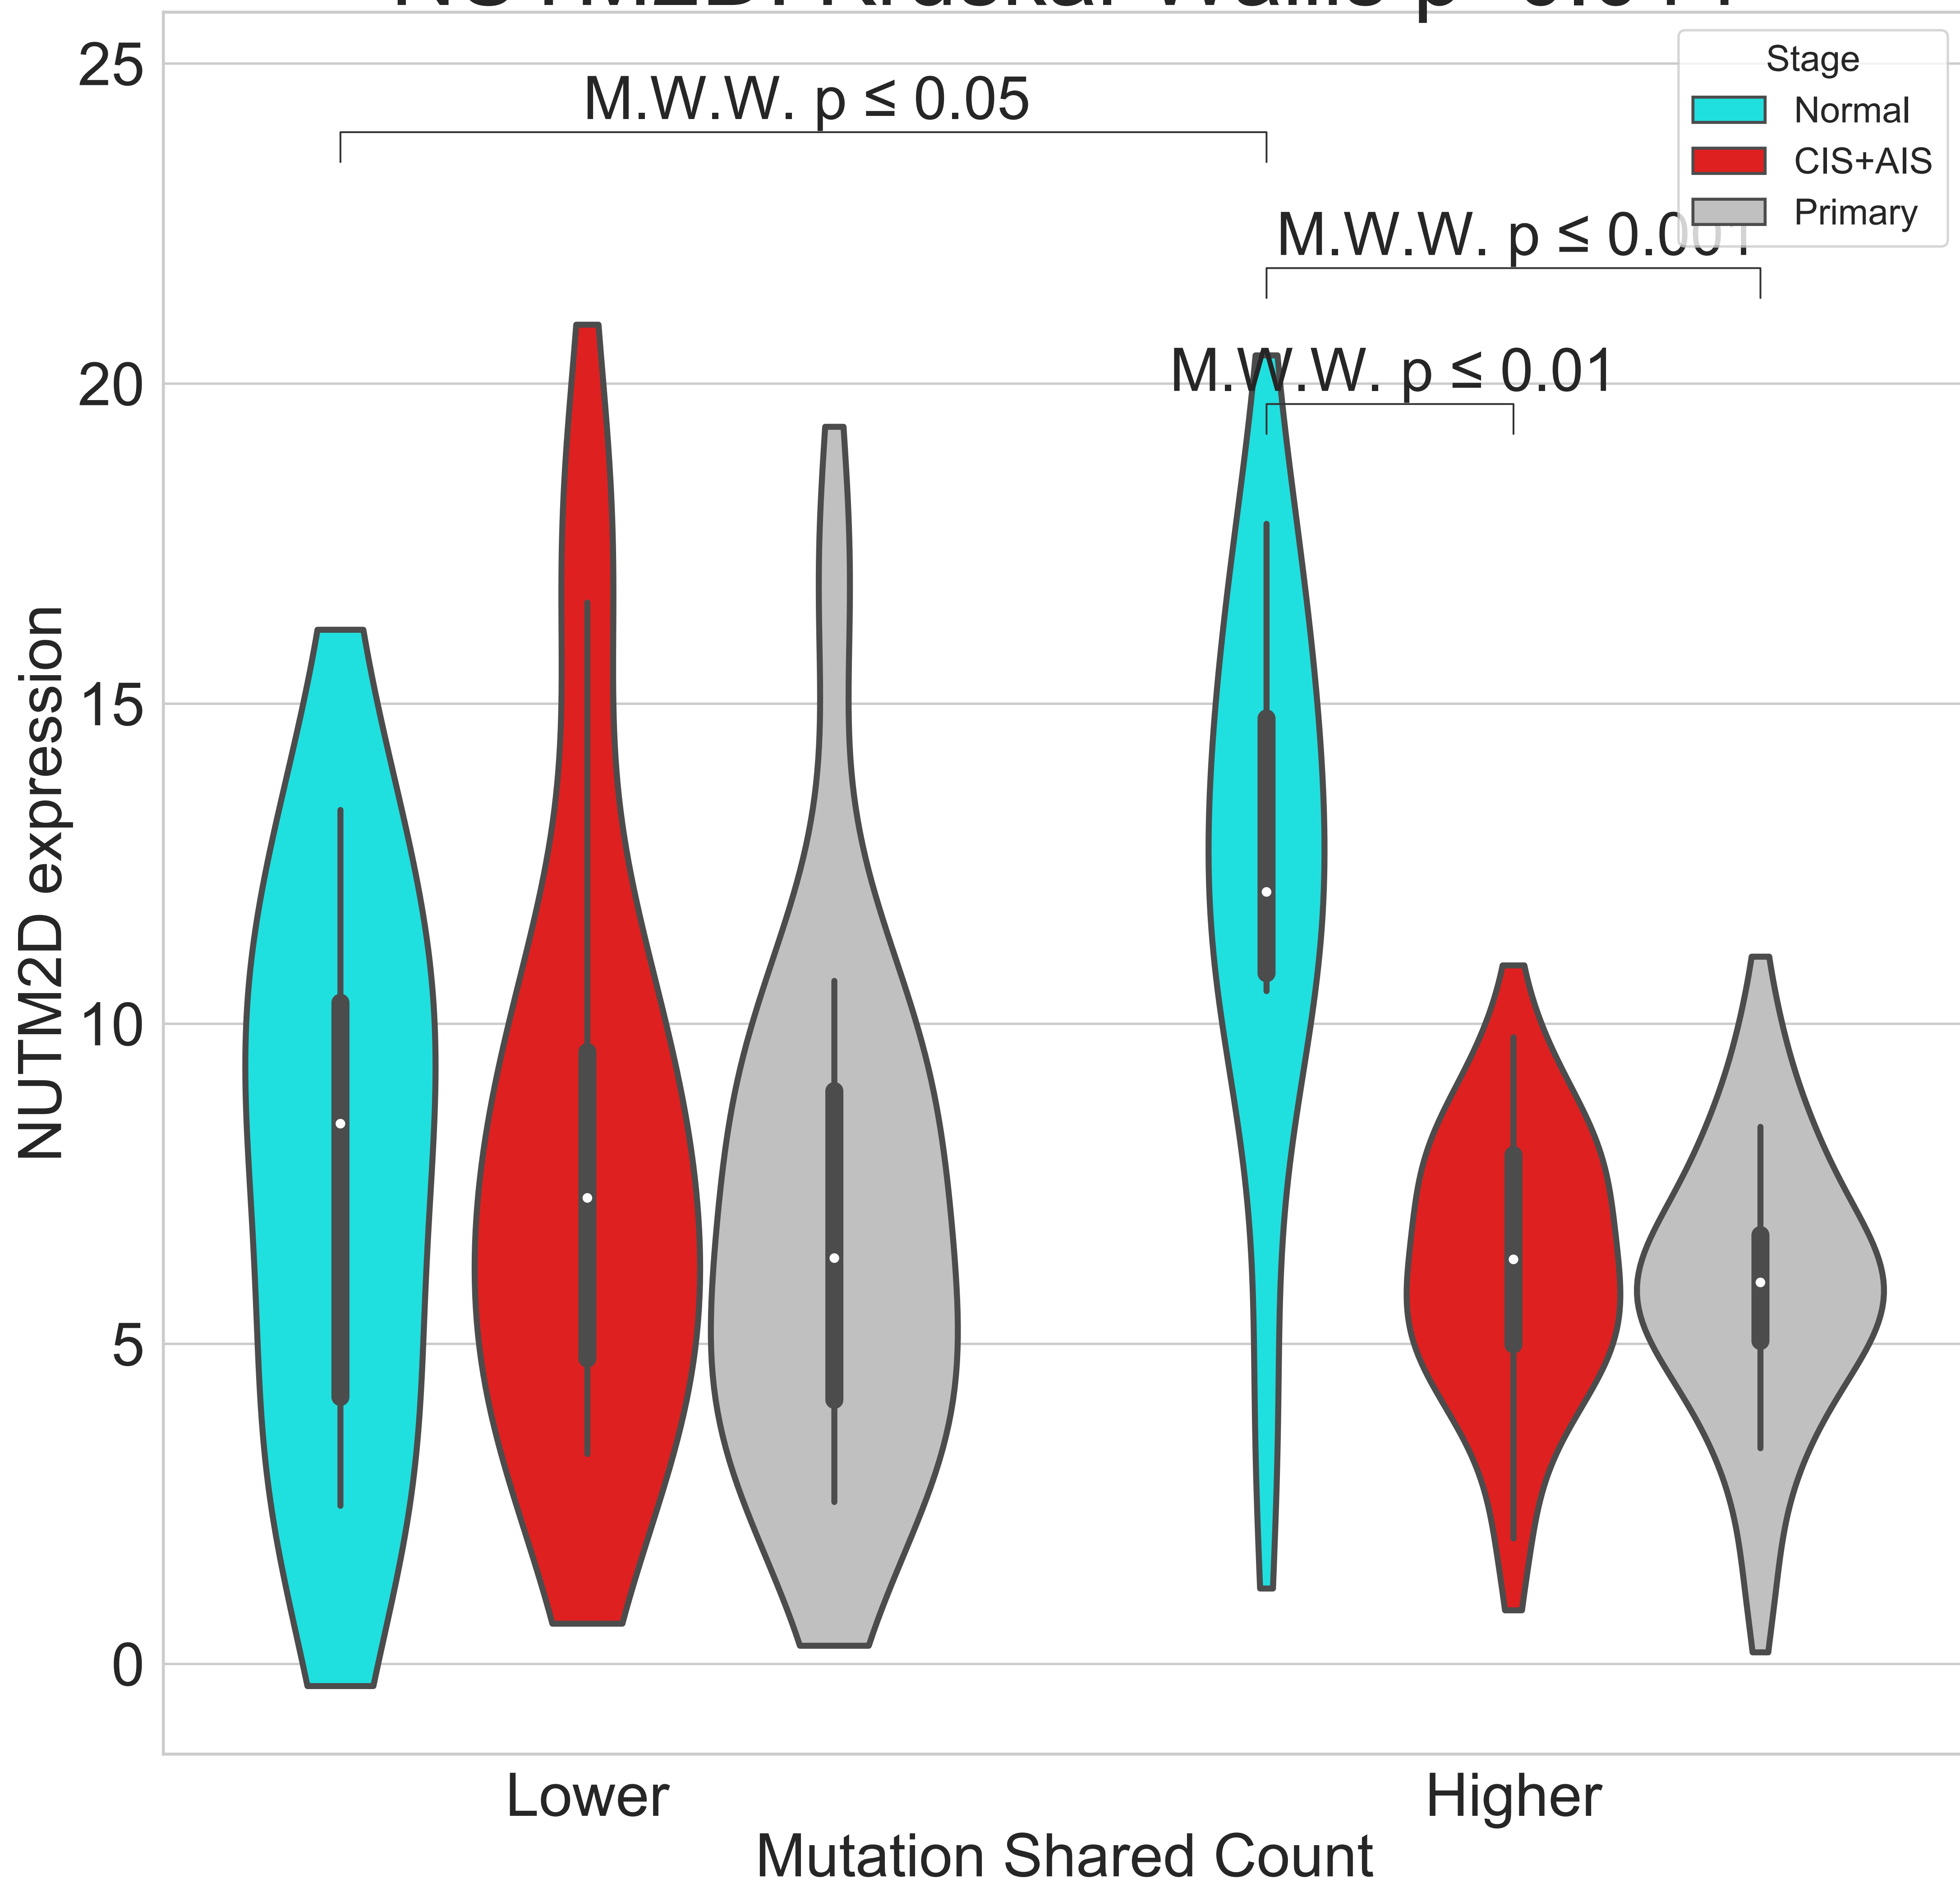 25
M.W.W. p ≤ 0.05
Stage
Normal
CIS+AIS
Primary
M.W.W. p ≤ 0.001
20
M.W.W. p ≤ 0.01
15
10
5
0
NUTM2D expression
Lower
Higher
Mutation Shared Count